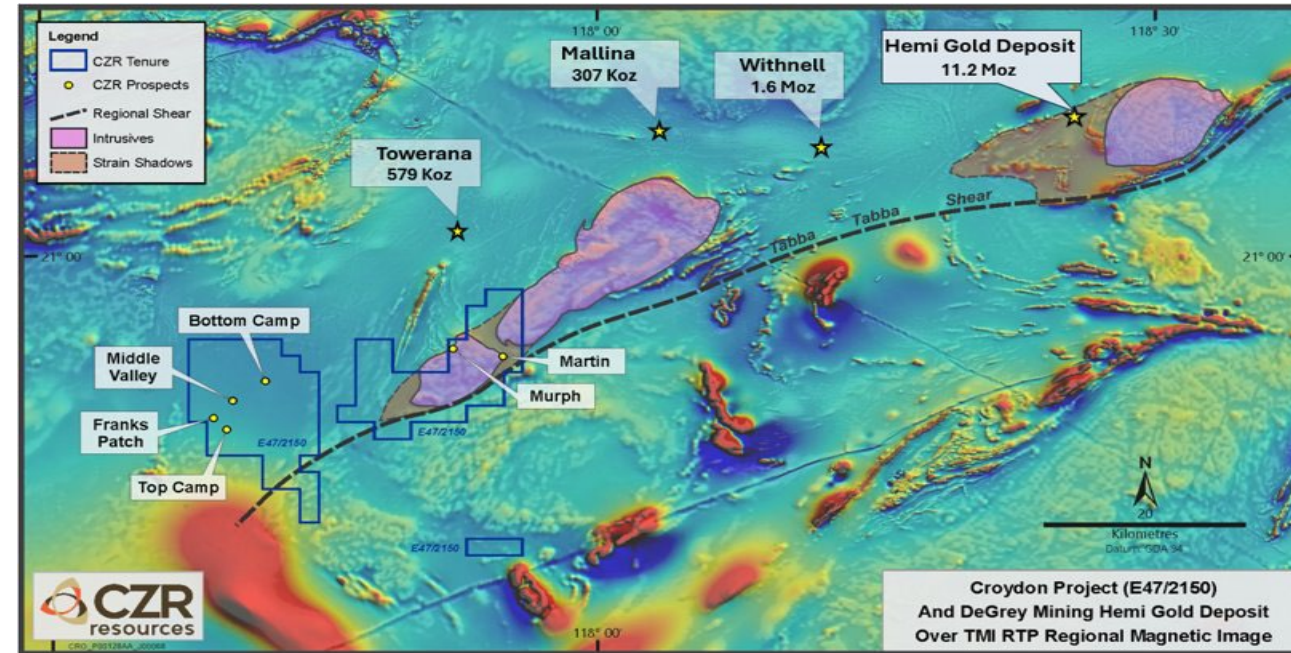 118° 00'
118° 30'
Legend
CZR Tenure
CZR Prospects
Regional Shear
Intrusives
Strain Shadows
Mallina
307 Koz
Withnell
1.6 Moz
Hemi Gold Deposit
11.2 Moz
Towerana
579 Koz
Tabba Tabba Shear
21° 00'
21° 00'
Bottom Camp
Middle
Valley
Franks
Patch
Top Camp
E47/2150
Martin
Murph
E47/2150
E47/2150
N
20
Kilometres
Datum: GDA 94
CZR
resources
118° 00'
Croydon Project (E47/2150)
And DeGrey Mining Hemi Gold Deposit
Over TMI RTP Regional Magnetic Image